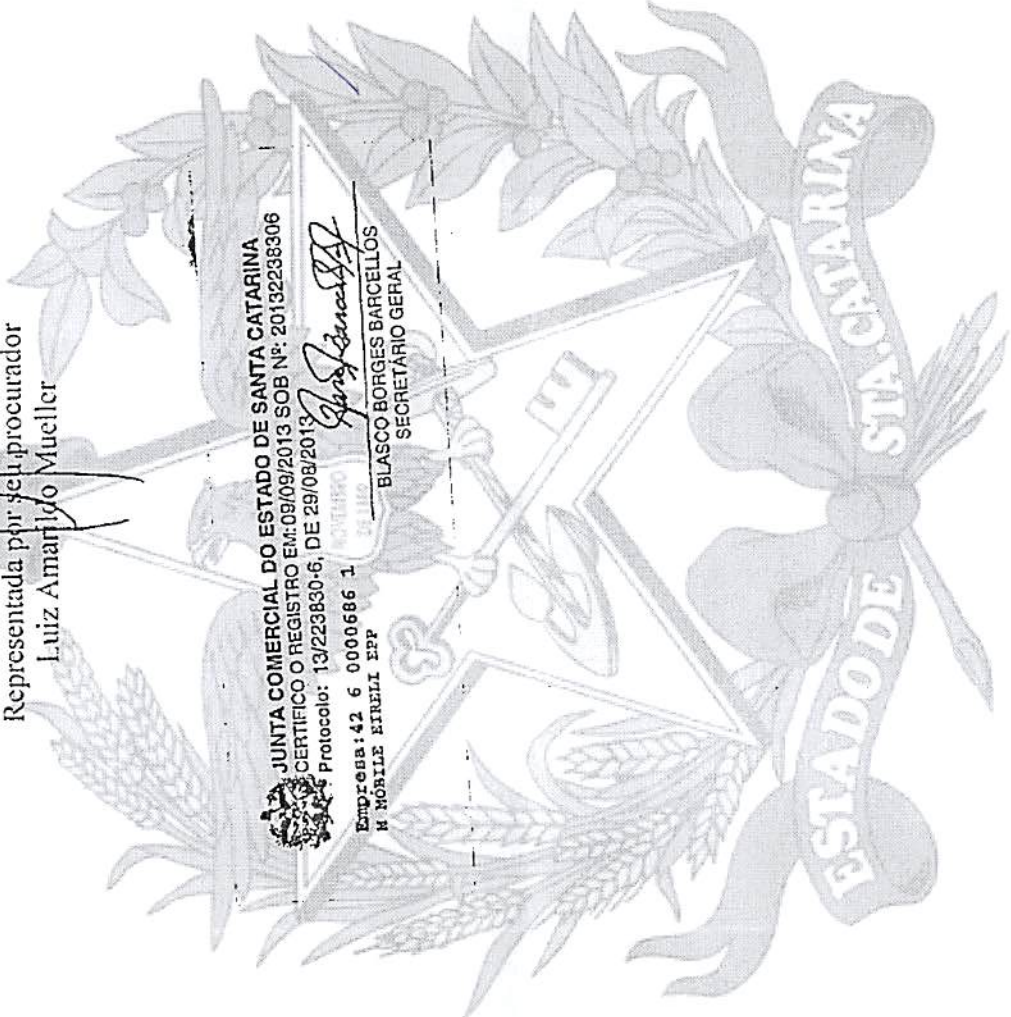 Representada por seu procurador
Luiz Amarildo Mueller
JUNTA COMERCIAL DO ESTADO DE SANTA CATARINA
CERTIFICO O REGISTRO EM: 09/09/2013 SOB Nº: 20132238306
Protocolo: 13/223830-6, DE 29/08/2013
Empresa:42 6 0000686 1
M MOBILE EIRELI EPP
BLASCO BORGES BARCELLOS
SECRETÁRIO GERAL
NOVEMBRO
ESTADO DE STA. CATARINA